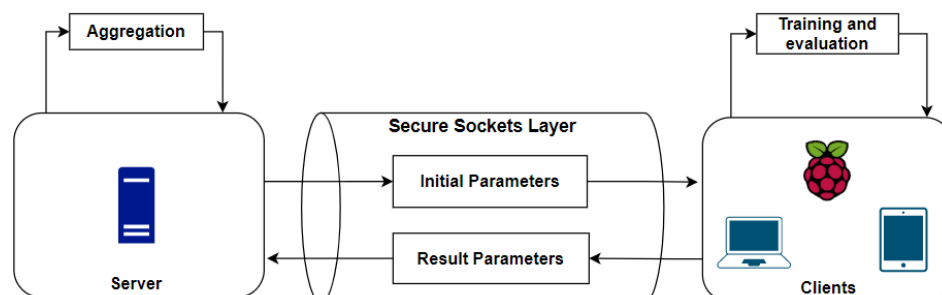 Aggregation
Training and
evaluation
Secure Sockets Layer
Initial Parameters
Result Parameters
Server
Clients